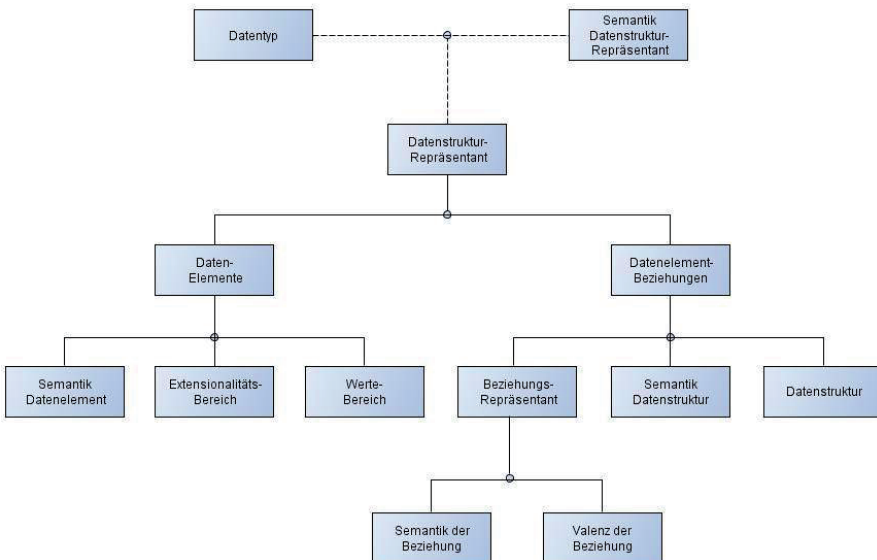 Datentyp
Semantik
Datenstruktur-
Repräsentant
Datenstruktur-
Repräsentant
Daten-
Elemente
Datenelement-
Beziehungen
Semantik
Datenelement
Extensionalitäts-
Bereich
Werte-
Bereich
Beziehungs-
Repräsentant
Semantik
Datenstruktur
Datenstruktur
Semantik der
Beziehung
Valenz der
Beziehung